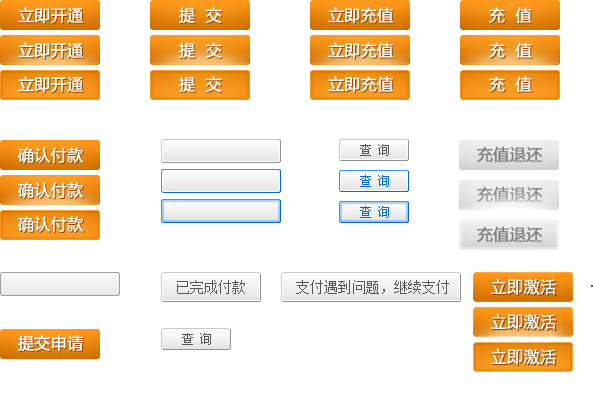 立即开通 提 交 立即充值 充 值
立即开通 提 交 立即充值 充 值
立即开通 提 交 立即充值 充 值
确认付款 查 询 充值退还
确认付款 查 询 充值退还
确认付款 查 询 充值退还
已完成付款 支付遇到问题，继续支付 立即激活
立即激活
提交申请 查 询 立即激活